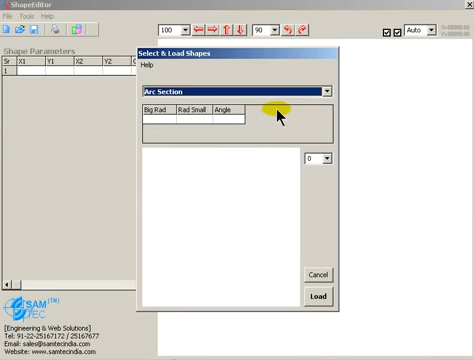 ShapeEditor
File Tools Help
100
90
Auto
Shape Parameters
Sr X1 Y1 X2 Y2
1
Select & Load Shapes
Help
Arc Section
Big Rad Rad Small Angle
0
Cancel
Load
SAM (TM)
TEC
[Engineering & Web Solutions]
Tel: 91-22-25167172 / 25167677
Email: sales@samtecindia.com
Website: www.samtecindia.com